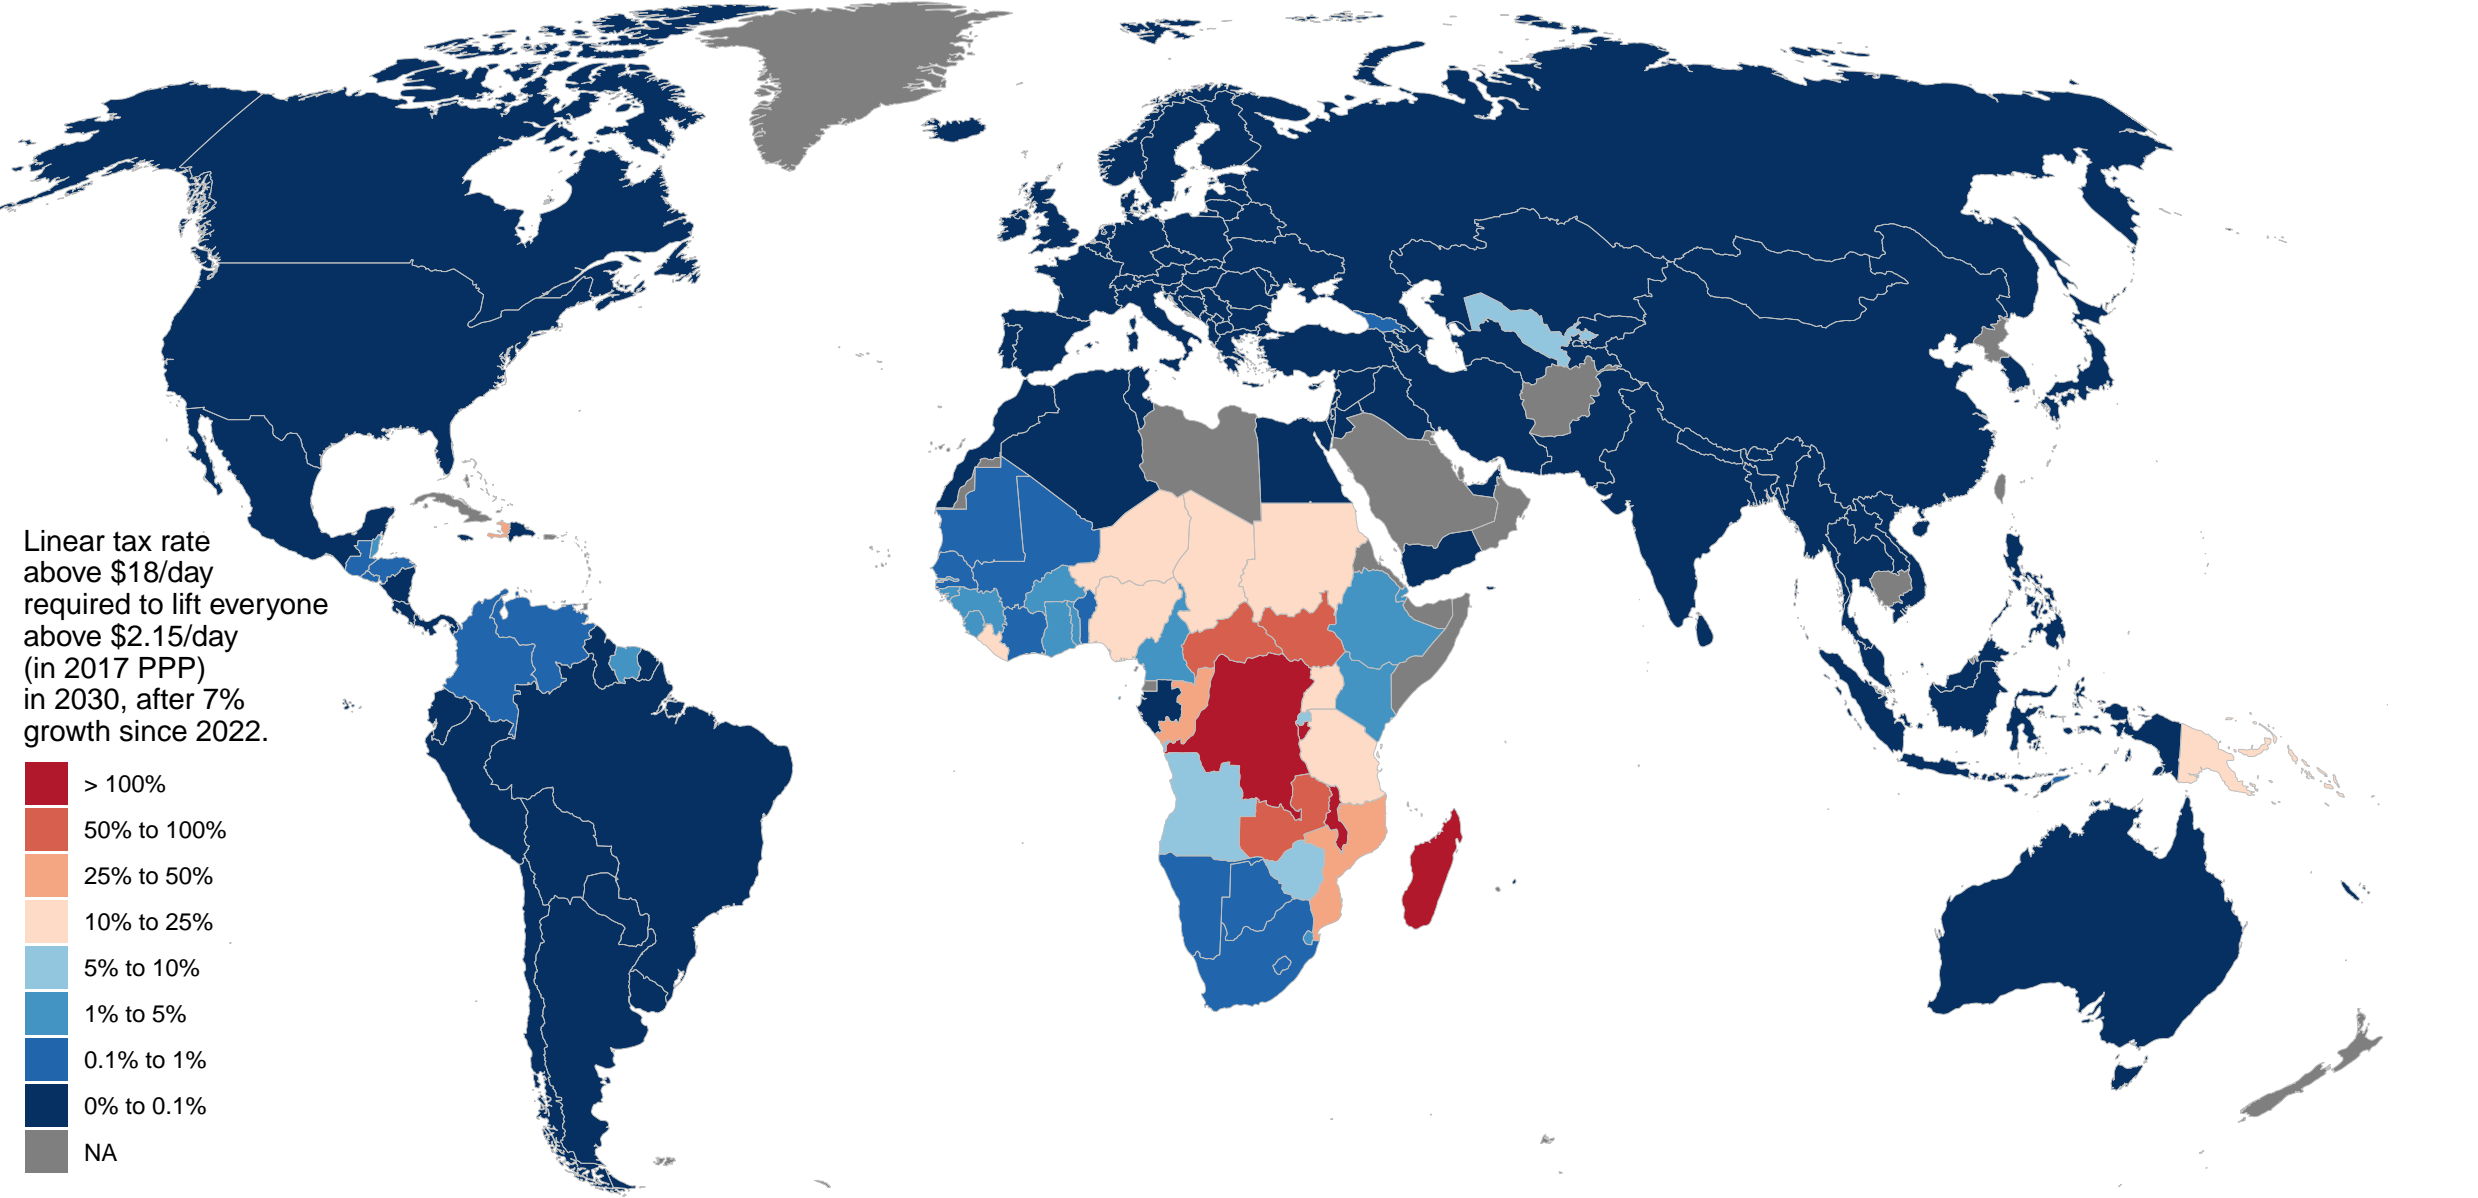 Linear tax rate
above $18/day
required to lift everyone
above $2.15/day
(in 2017 PPP)
in 2030, after 7%
growth since 2022.
> 100%
50% to 100%
25% to 50%
10% to 25%
5% to 10%
1% to 5%
0.1% to 1%
0% to 0.1%
NA